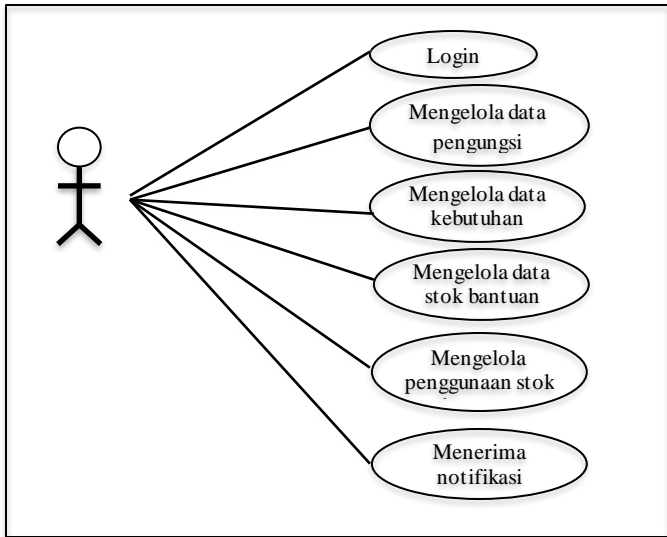 Login
Mengelola data
pengungsi
Mengelola data
kebutuhan
Mengelola data
stok bantuan
Mengelola
penggunaan stok
Menerima
notifikasi